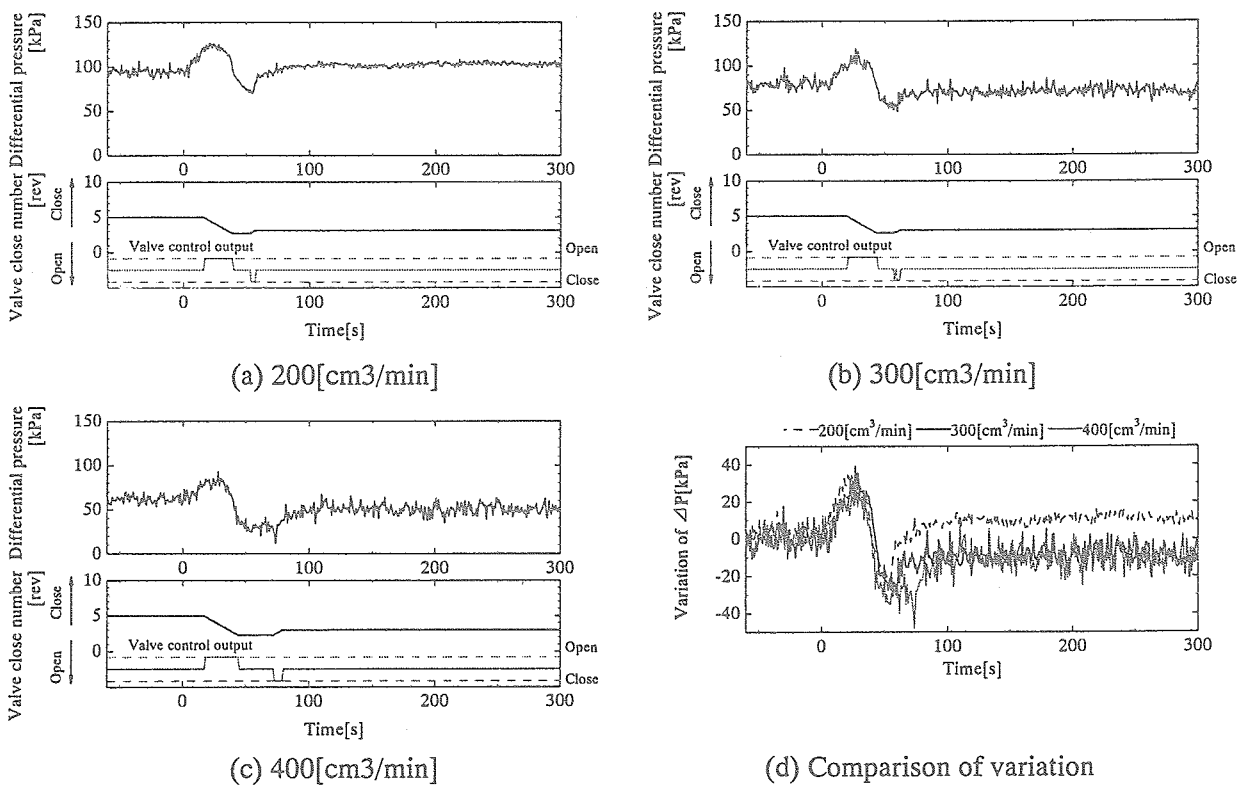 Differential pressure
[kPa]
150
100
50
0
0
100
200
300
Valve close number
[rev]
Close
Open
10
5
0
Valve control output
Open
Close
0
100
200
300
Time[s]
(a) 200[cm3/min]
Differential pressure
[kPa]
150
100
50
0
0
100
200
300
Valve close number
[rev]
Close
Open
10
5
0
Valve control output
Open
Close
0
100
200
300
Time[s]
(b) 300[cm3/min]
Differential pressure
[kPa]
150
100
50
0
0
100
200
300
Valve close number
[rev]
Close
Open
10
5
0
Valve control output
Open
Close
0
100
200
300
Time[s]
(c) 400[cm3/min]
200[cm³/min] 300[cm³/min] 400[cm³/min]
Variation of ⊿P[kPa]
40
20
0
-20
-40
0
100
200
300
Time[s]
(d) Comparison of variation